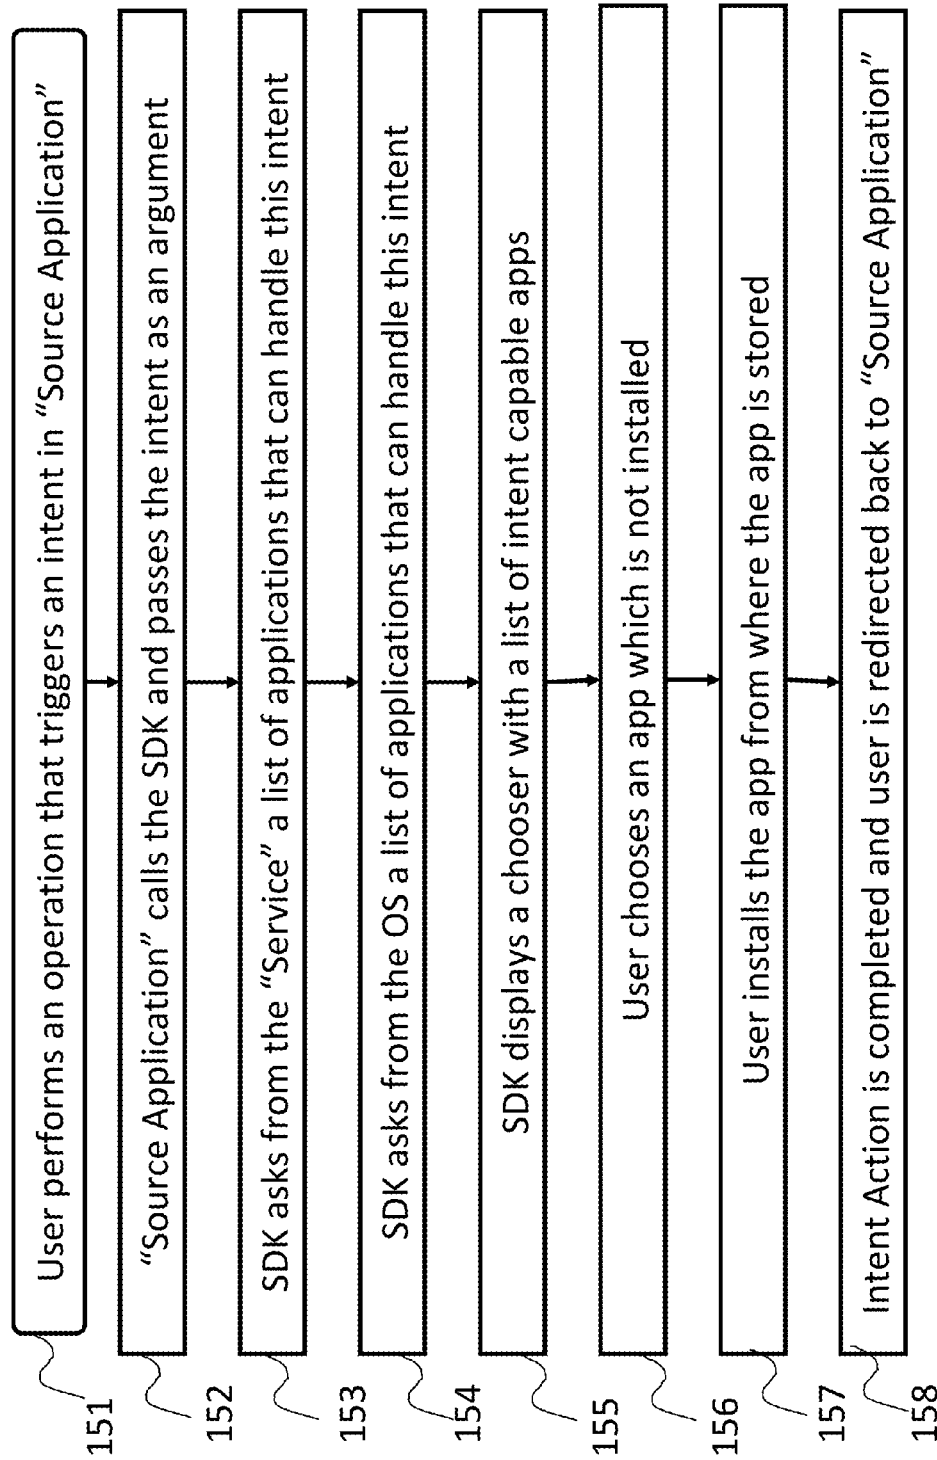 User performs an operation that triggers an intent in “Source Application”
“Source Application” calls the SDK and passes the intent as an argument
SDK asks from the “Service” a list of applications that can handle this intent
SDK asks from the OS a list of applications that can handle this intent
SDK displays a chooser with a list of intent capable apps
User chooses an app which is not installed
User installs the app from where the app is stored
Intent Action is completed and user is redirected back to “Source Application”
151
152
153
154
155
156
157
158